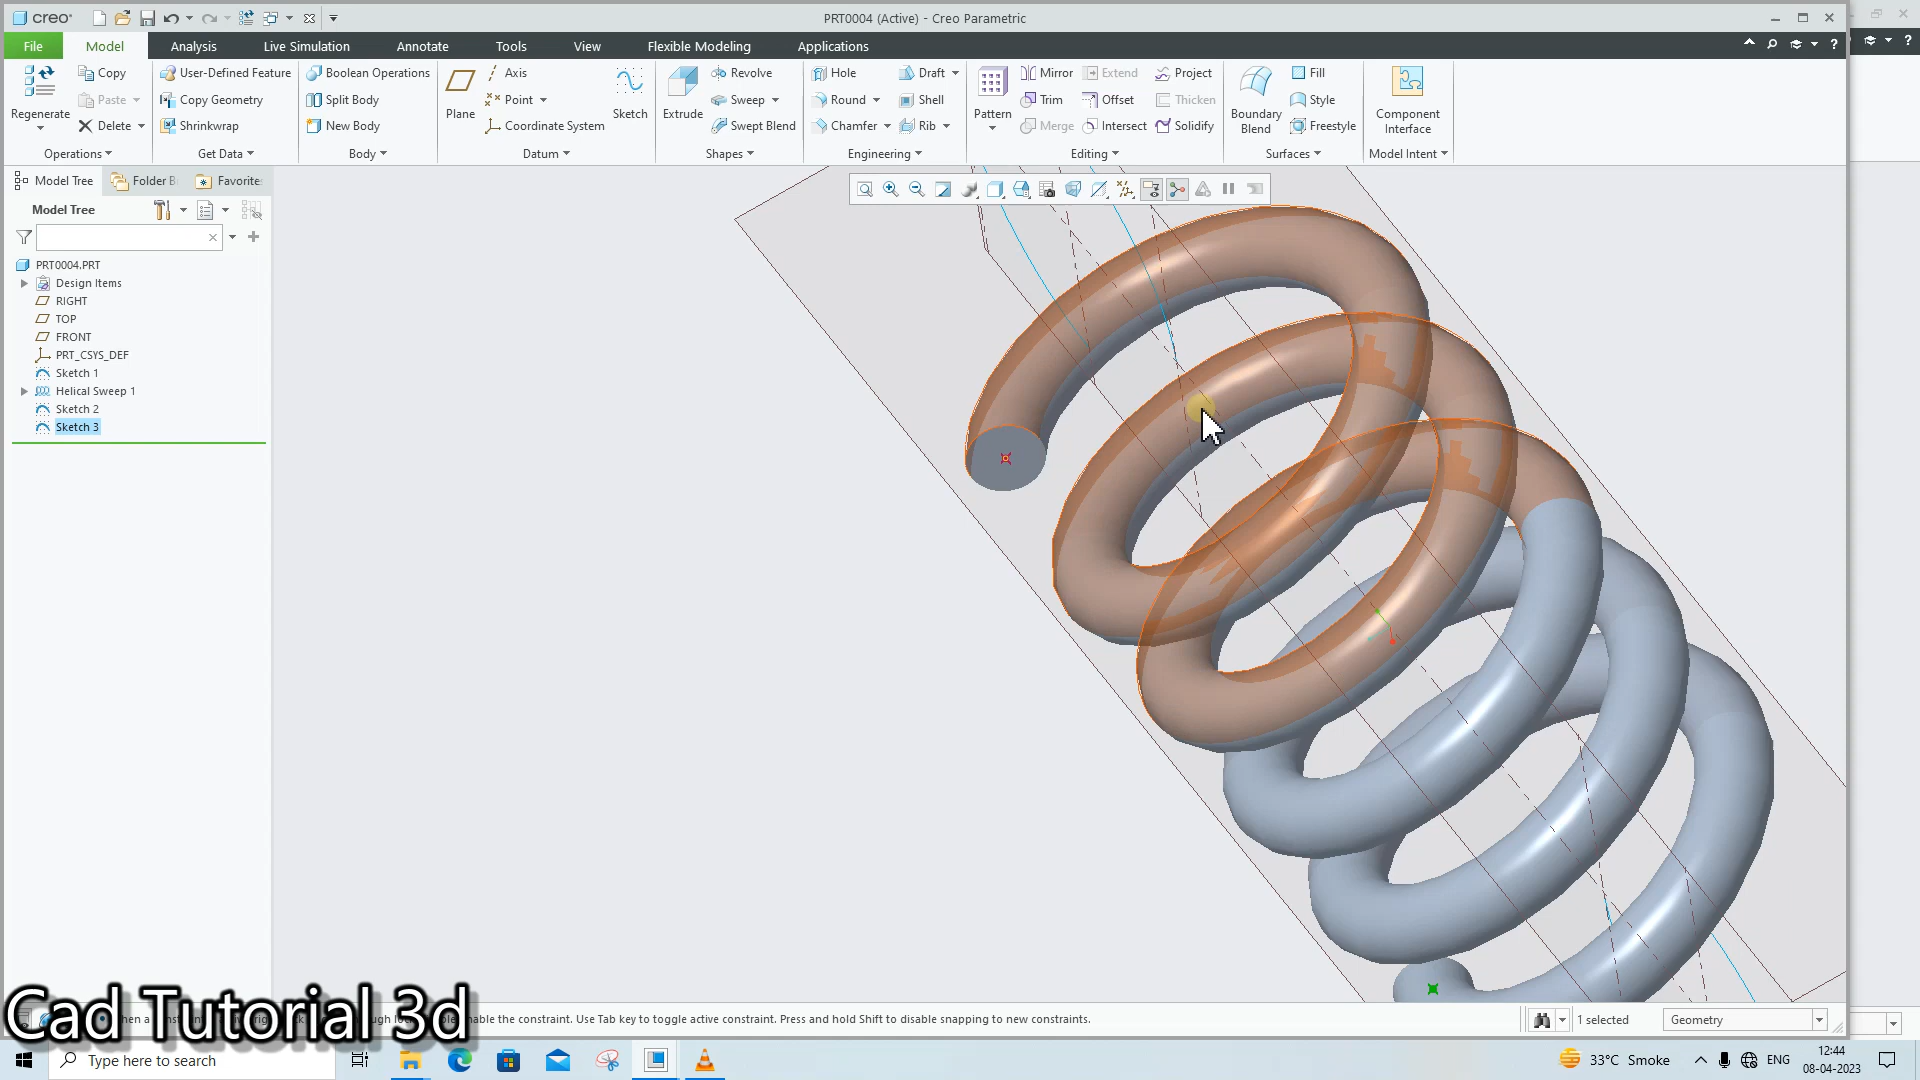 creo
PRT0004 (Active) - Creo Parametric
File Model Analysis Live Simulation Annotate Tools View Flexible Modeling Applications
Regenerate Copy Paste Delete
User-Defined Feature Copy Geometry Shrinkwrap
Boolean Operations Split Body New Body
Plane Axis Point Coordinate System Sketch
Extrude Revolve Sweep Swept Blend
Hole Round Chamfer Draft Shell Rib
Pattern Mirror Trim Merge Extend Offset Intersect Project Thicken Solidify
Boundary Blend Fill Style Freestyle
Component Interface
Operations Get Data Body Datum Shapes Engineering Editing Surfaces Model Intent
Model Tree Folder B Favorite
Model Tree
PRT0004.PRT
Design Items
RIGHT
TOP
FRONT
PRT_CSYS_DEF
Sketch 1
Helical Sweep 1
Sketch 2
Sketch 3
Cad Tutorial 3d
the constraint. Use Tab key to toggle active constraint. Press and hold Shift to disable snapping to new constraints.
1 selected
Geometry
Type here to search
33°C Smoke
ENG
12:44
08-04-2023